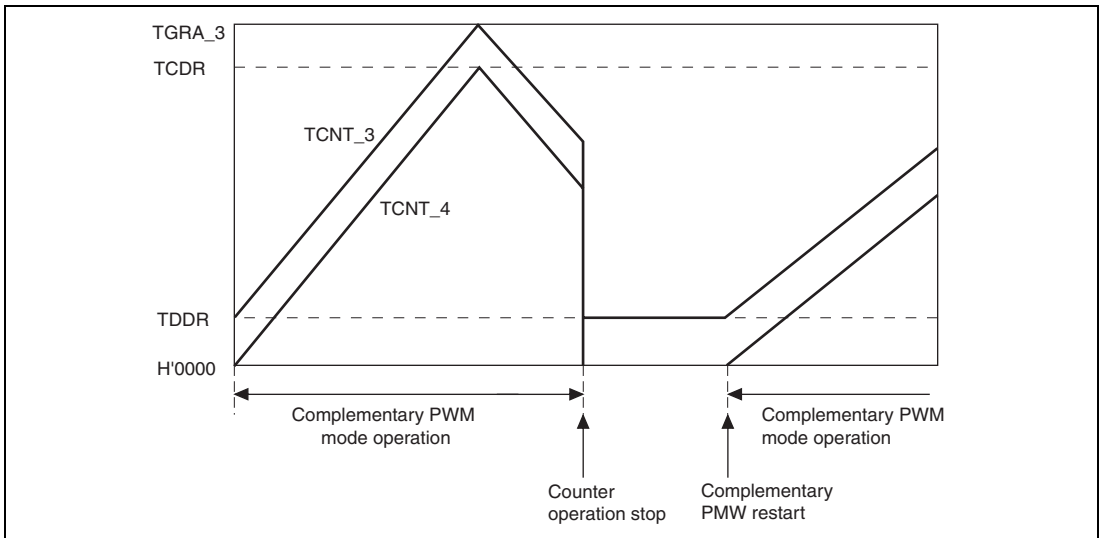 TGRA_3
TCDR
TCNT_3
TCNT_4
TDDR
H'0000
Complementary PWM
mode operation
Complementary PWM
mode operation
Counter
operation stop
Complementary
PMW restart